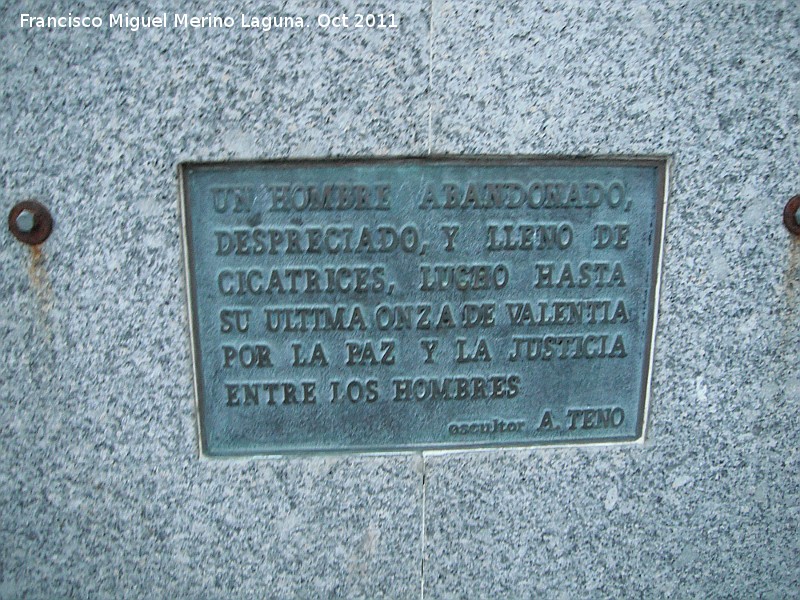 Francisco Miguel Merino Laguna. Oct 2011
UN HOMBRE ABANDONADO,
DESPRECIADO, Y LLENO DE
CICATRICES, LUCHO HASTA
SU ULTIMA ONZA DE VALENTIA
POR LA PAZ Y LA JUSTICIA
ENTRE LOS HOMBRES
escultor A. TENO